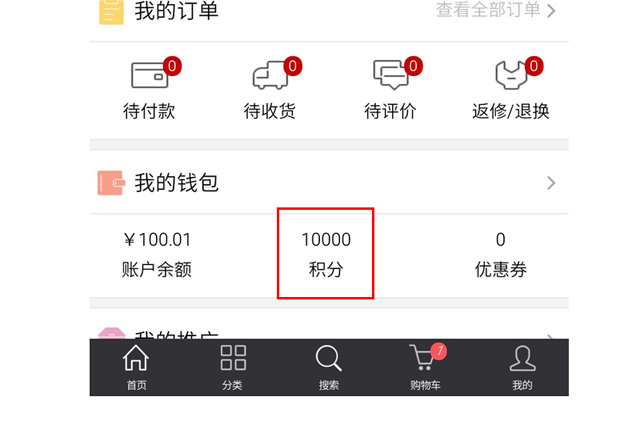 我的订单 查看全部订单
0 0 0 0
待付款 待收货 待评价 返修/退换
我的钱包
￥100.01 10000 0
账户余额 积分 优惠券
我的推广
1
首页 分类 搜索 购物车 我的